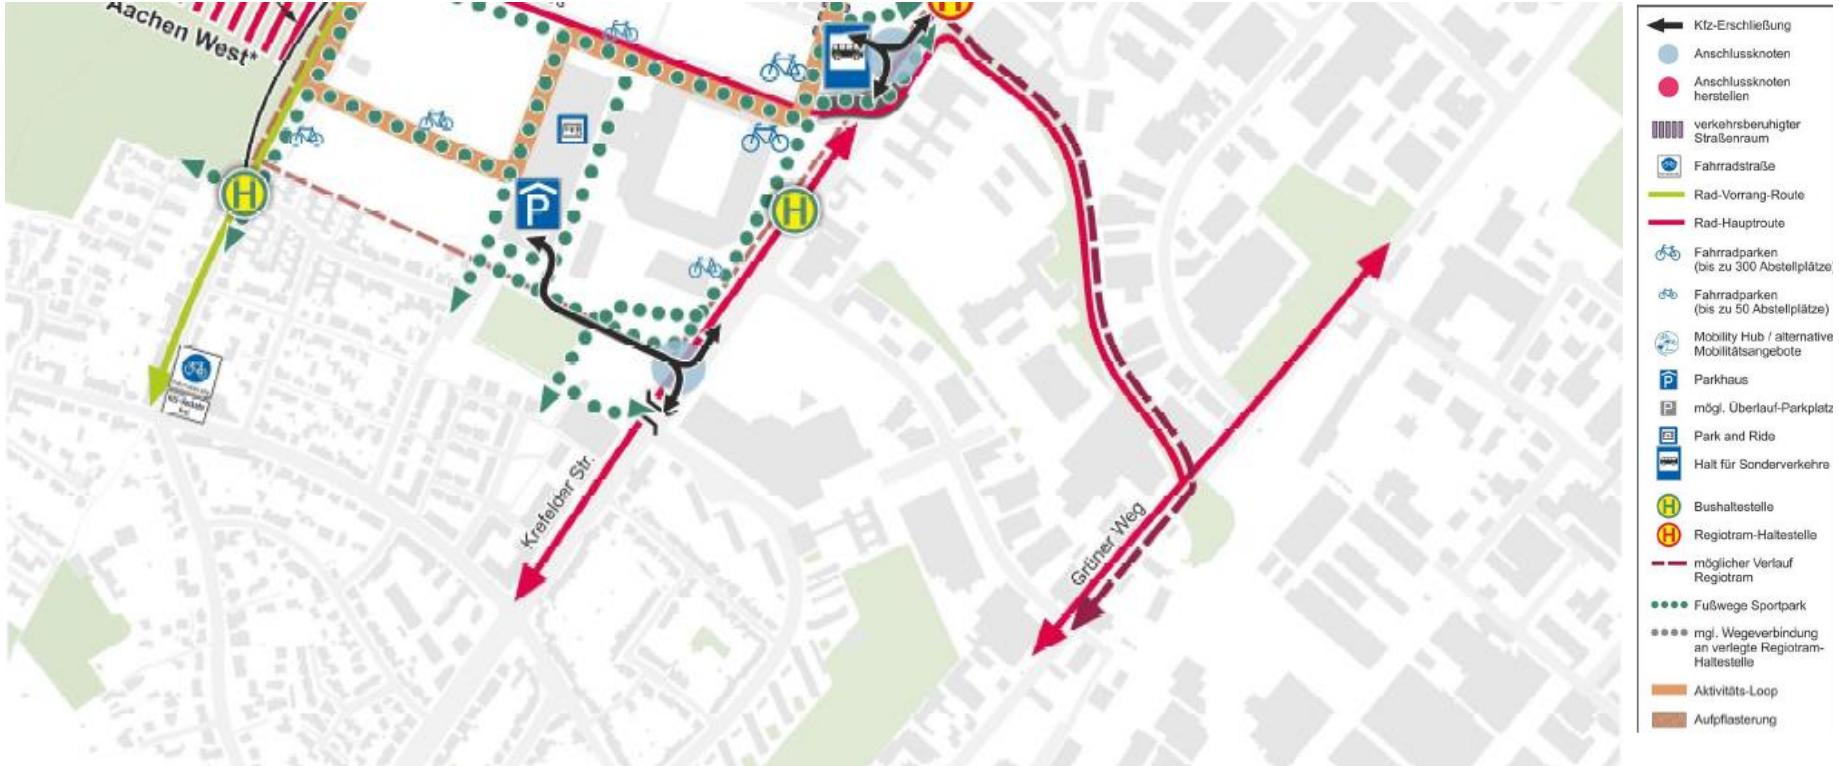 Aachen West*
H
H
H
P
Krefelder Str.
Grüner Weg
Kfz-Erschließung
Anschlussknoten
Anschlussknoten
herstellen
verkehrsberuhigter
Straßenraum
Fahrradstraße
Rad-Vorrang-Route
Rad-Hauptroute
Fahrradparken
(bis zu 300 Abstellplätze)
Fahrradparken
(bis zu 50 Abstellplätze)
Mobility Hub / alternative
Mobilitätsangebote
P Parkhaus
P mögl. Überlauf-Parkplatz
Park and Ride
Halt für Sonderverkehre
H Bushaltestelle
H Regiotram-Haltestelle
möglicher Verlauf
Regiotram
Fußwege Sportpark
mgl. Wegeverbindung
an verlegte Regiotram-
Haltestelle
Aktivitäts-Loop
Aufpflasterung